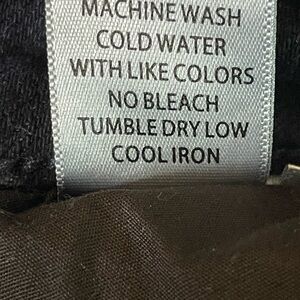 MACHINE WASH
COLD WATER
WITH LIKE COLORS
NO BLEACH
TUMBLE DRY LOW
COOL IRON